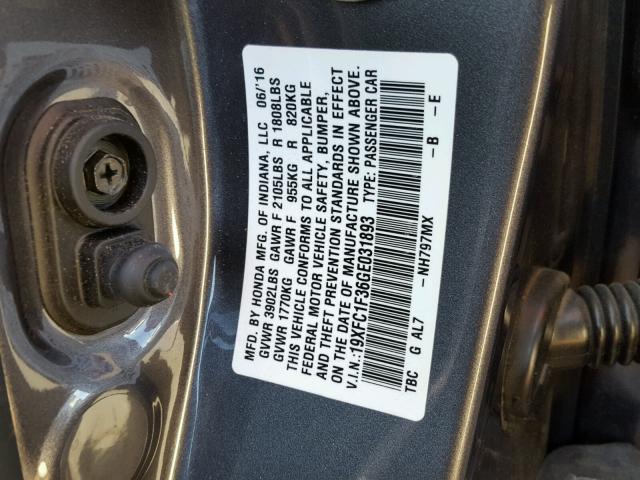 MFD. BY HONDA MFG. OF INDIANA, LLC 06/'16
GVWR 3902LBS GAWR F 2105LBS R 1808LBS
GVWR 1770KG GAWR F 955KG R 820KG
THIS VEHICLE CONFORMS TO ALL APPLICABLE
FEDERAL MOTOR VEHICLE SAFETY, BUMPER,
AND THEFT PREVENTION STANDARDS IN EFFECT
ON THE DATE OF MANUFACTURE SHOWN ABOVE.
V.I.N.:19XFC1F36GE031893 TYPE: PASSENGER CAR
TBC G AL7 - NH797MX - B - E